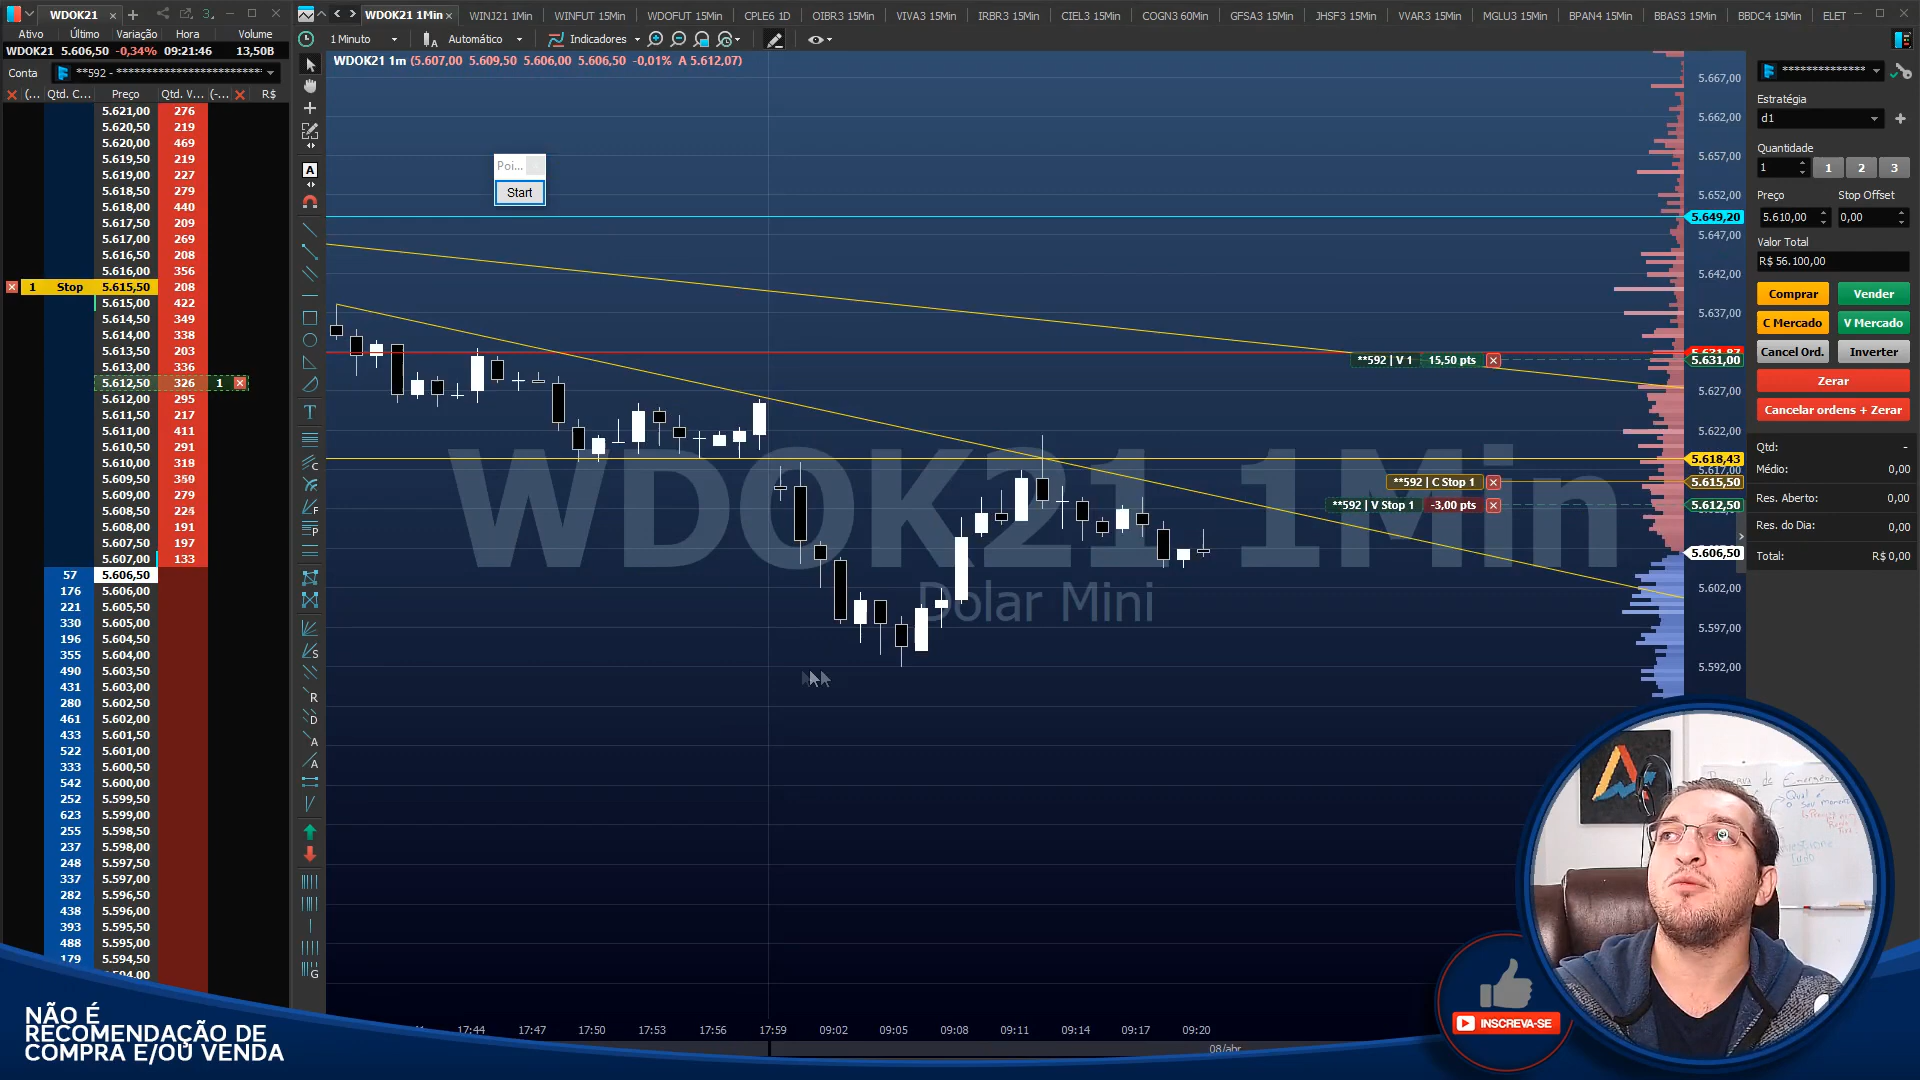 WDOK21
3
Ativo Último Variação Hora Volume
WDOK21 5.606,50 -0,34% 09:21:46 13,50B
Conta **592 - **************************
(... Qtd. C... Preço Qtd. V... (-... R$
5.621,00 276
5.620,50 219
5.620,00 469
5.619,50 219
5.619,00 227
5.618,50 279
5.618,00 440
5.617,50 209
5.617,00 269
5.616,50 208
5.616,00 356
1 Stop 5.615,50 208
5.615,00 422
5.614,50 349
5.614,00 338
5.613,50 203
5.613,00 336
5.612,50 326 1
5.612,00 295
5.611,50 217
5.611,00 411
5.610,50 291
5.610,00 318
5.609,50
5.609,00 279
5.608,50 224
5.608,00 191
5.607,50 197
5.607,00 133
57 5.606,50
176 5.606,00
221 5.605,50
330 5.605,00
196 5.604,50
355 5.604,00
490 5.603,50
431 5.603,00
280 5.602,50
461 5.602,00
433 5.601,50
522 5.601,00
333 5.600,50
542 5.600,00
252 5.599,50
623 5.599,00
255 5.598,50
237 5.598,00
248 5.597,50
337 5.597,00
282 5.596,50
438 5.596,00
393 5.595,50
488 5.595,00
179 5.594,50
WDOK21 1Min WINJ21 1Min WINFUT 15Min WDOFUT 15Min CPLE6 1D OIBR3 15Min VIVA3 15Min IRBR3 15Min CIEL3 15Min COGN3 60Min GFSA3 15Min JHSF3 15Min VVAR3 15Min MGLU3 15Min BPAN4 15Min BBAS3 15Min BBDC4 15Min ELET
1 Minuto Automático Indicadores
WDOK21 1m (5.607,00 5.609,50 5.606,00 5.606,50 -0,01% A 5.612,07)
Poi...
Start
WDOK21 1Min
Dolar Mini
**592 | V 1 15,50 pts
**592 | C Stop 1
**592 | V Stop 1 -3,00 pts
5.667,00
5.662,00
5.657,00
5.652,00
5.649,20
5.647,00
5.642,00
5.637,00
5.631,00
5.627,00
5.622,00
5.618,43
5.617,00
5.615,50
5.612,50
5.606,50
5.602,00
5.597,00
5.592,00
17:44 17:47 17:50 17:53 17:56 17:59 09:02 09:05 09:08 09:11 09:14 09:17 09:20
08/abr
**************
Estratégia
d1
Quantidade
1 1 2 3
Preço Stop Offset
5.610,00 0,00
Valor Total
R$ 56.100,00
Comprar Vender
C Mercado V Mercado
Cancel Ord. Inverter
Zerar
Cancelar ordens + Zerar
Qtd: -
Médio: 0,00
Res. Aberto: 0,00
Res. do Dia: 0,00
Total: R$ 0,00
Qual é
INSCREVA-SE
NÃO É
RECOMENDAÇÃO DE
COMPRA E/OU VENDA